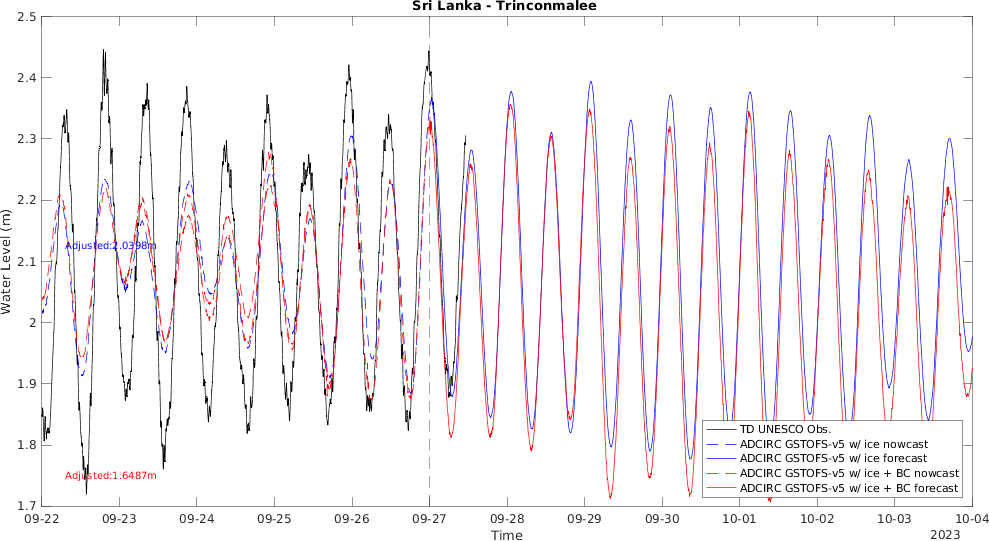 Sri Lanka - Trinconmalee
2.5
2.4
2.3
2.2
2.1
2
1.9
1.8
1.7
Water Level (m)
Adjusted:2.0398m
Adjusted:1.6487m
TD UNESCO Obs.
ADCIRC GSTOFS-v5 w/ ice nowcast
ADCIRC GSTOFS-v5 w/ ice forecast
ADCIRC GSTOFS-v5 w/ ice + BC nowcast
ADCIRC GSTOFS-v5 w/ ice + BC forecast
09-22 09-23 09-24 09-25 09-26 09-27 09-28 09-29 09-30 10-01 10-02 10-03 10-04
Time
2023